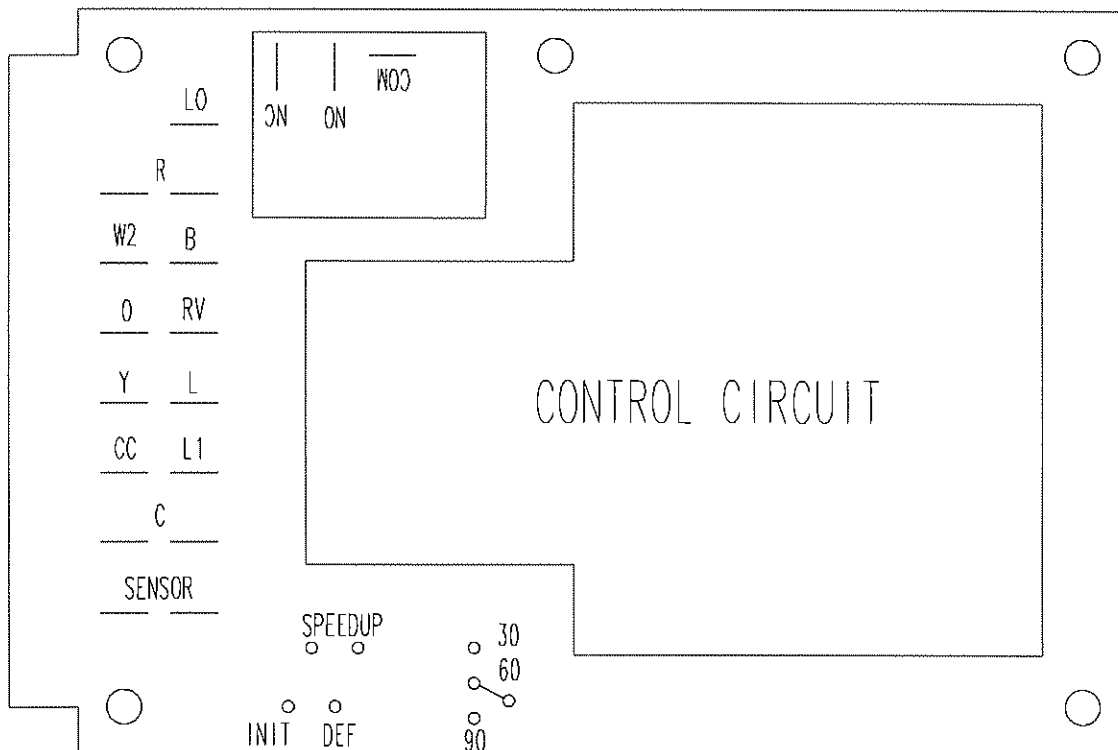 NC NO COM
LO
R
W2 B
O RV
Y L
CC L1
C
SENSOR
CONTROL CIRCUIT
SPEEDUP
30
60
90
INIT DEF